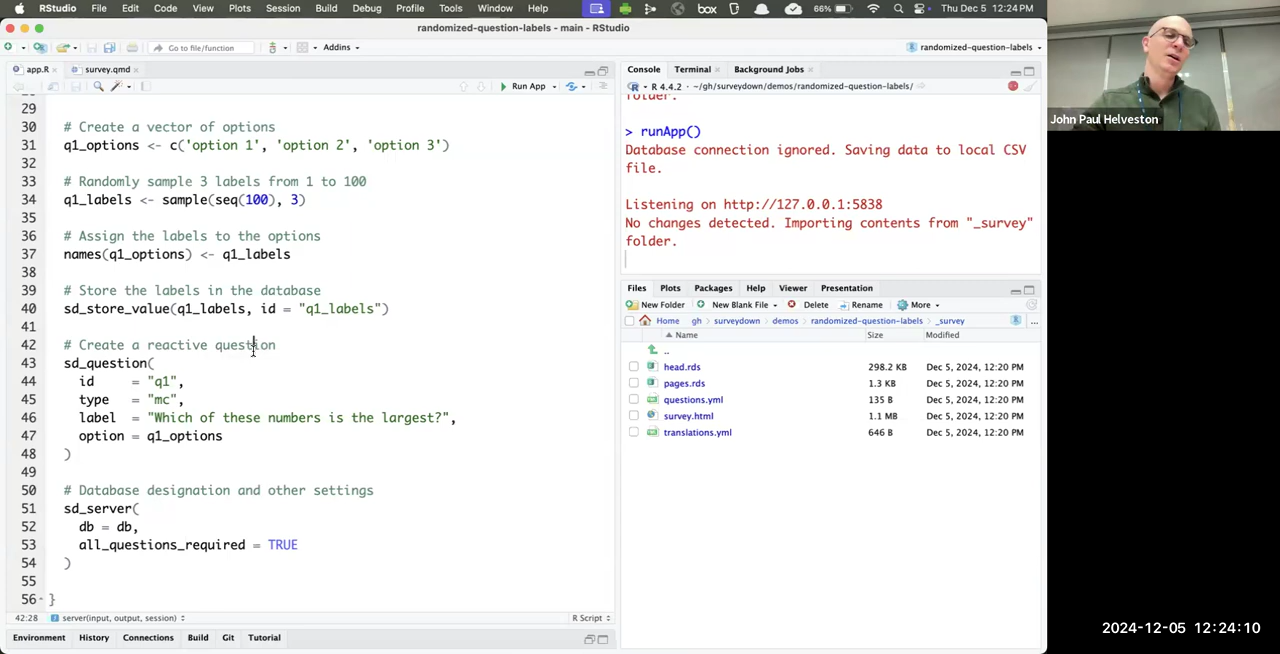 RStudio File Edit Code View Plots Session Build Debug Profile Tools Window Help box 66% Thu Dec 5 12:24 PM
randomized-question-labels - main - RStudio
Go to file/function Addins randomized-question-labels
app.R survey.qmd
Run App
29
30 # Create a vector of options
31 q1_options <- c('option 1', 'option 2', 'option 3')
32
33 # Randomly sample 3 labels from 1 to 100
34 q1_labels <- sample(seq(100), 3)
35
36 # Assign the labels to the options
37 names(q1_options) <- q1_labels
38
39 # Store the labels in the database
40 sd_store_value(q1_labels, id = "q1_labels")
41
42 # Create a reactive question
43 sd_question(
44 id = "q1",
45 type = "mc",
46 label = "Which of these numbers is the largest?",
47 option = q1_options
48 )
49
50 # Database designation and other settings
51 sd_server(
52 db = db,
53 all_questions_required = TRUE
54 )
55
56 }
42:28 server(input, output, session) R Script
Environment History Connections Build Git Tutorial
Console Terminal Background Jobs
R 4.4.2 · ~/gh/surveydown/demos/randomized-question-labels/
folder.
> runApp()
Database connection ignored. Saving data to local CSV
file.
Listening on http://127.0.0.1:5838
No changes detected. Importing contents from "_survey"
folder.
Files Plots Packages Help Viewer Presentation
New Folder New Blank File Delete Rename More
Home gh surveydown demos randomized-question-labels _survey ...
Name Size Modified
..
head.rds 298.2 KB Dec 5, 2024, 12:20 PM
pages.rds 1.3 KB Dec 5, 2024, 12:20 PM
questions.yml 135 B Dec 5, 2024, 12:20 PM
survey.html 1.1 MB Dec 5, 2024, 12:20 PM
translations.yml 646 B Dec 5, 2024, 12:20 PM
John Paul Helveston
2024-12-05 12:24:10